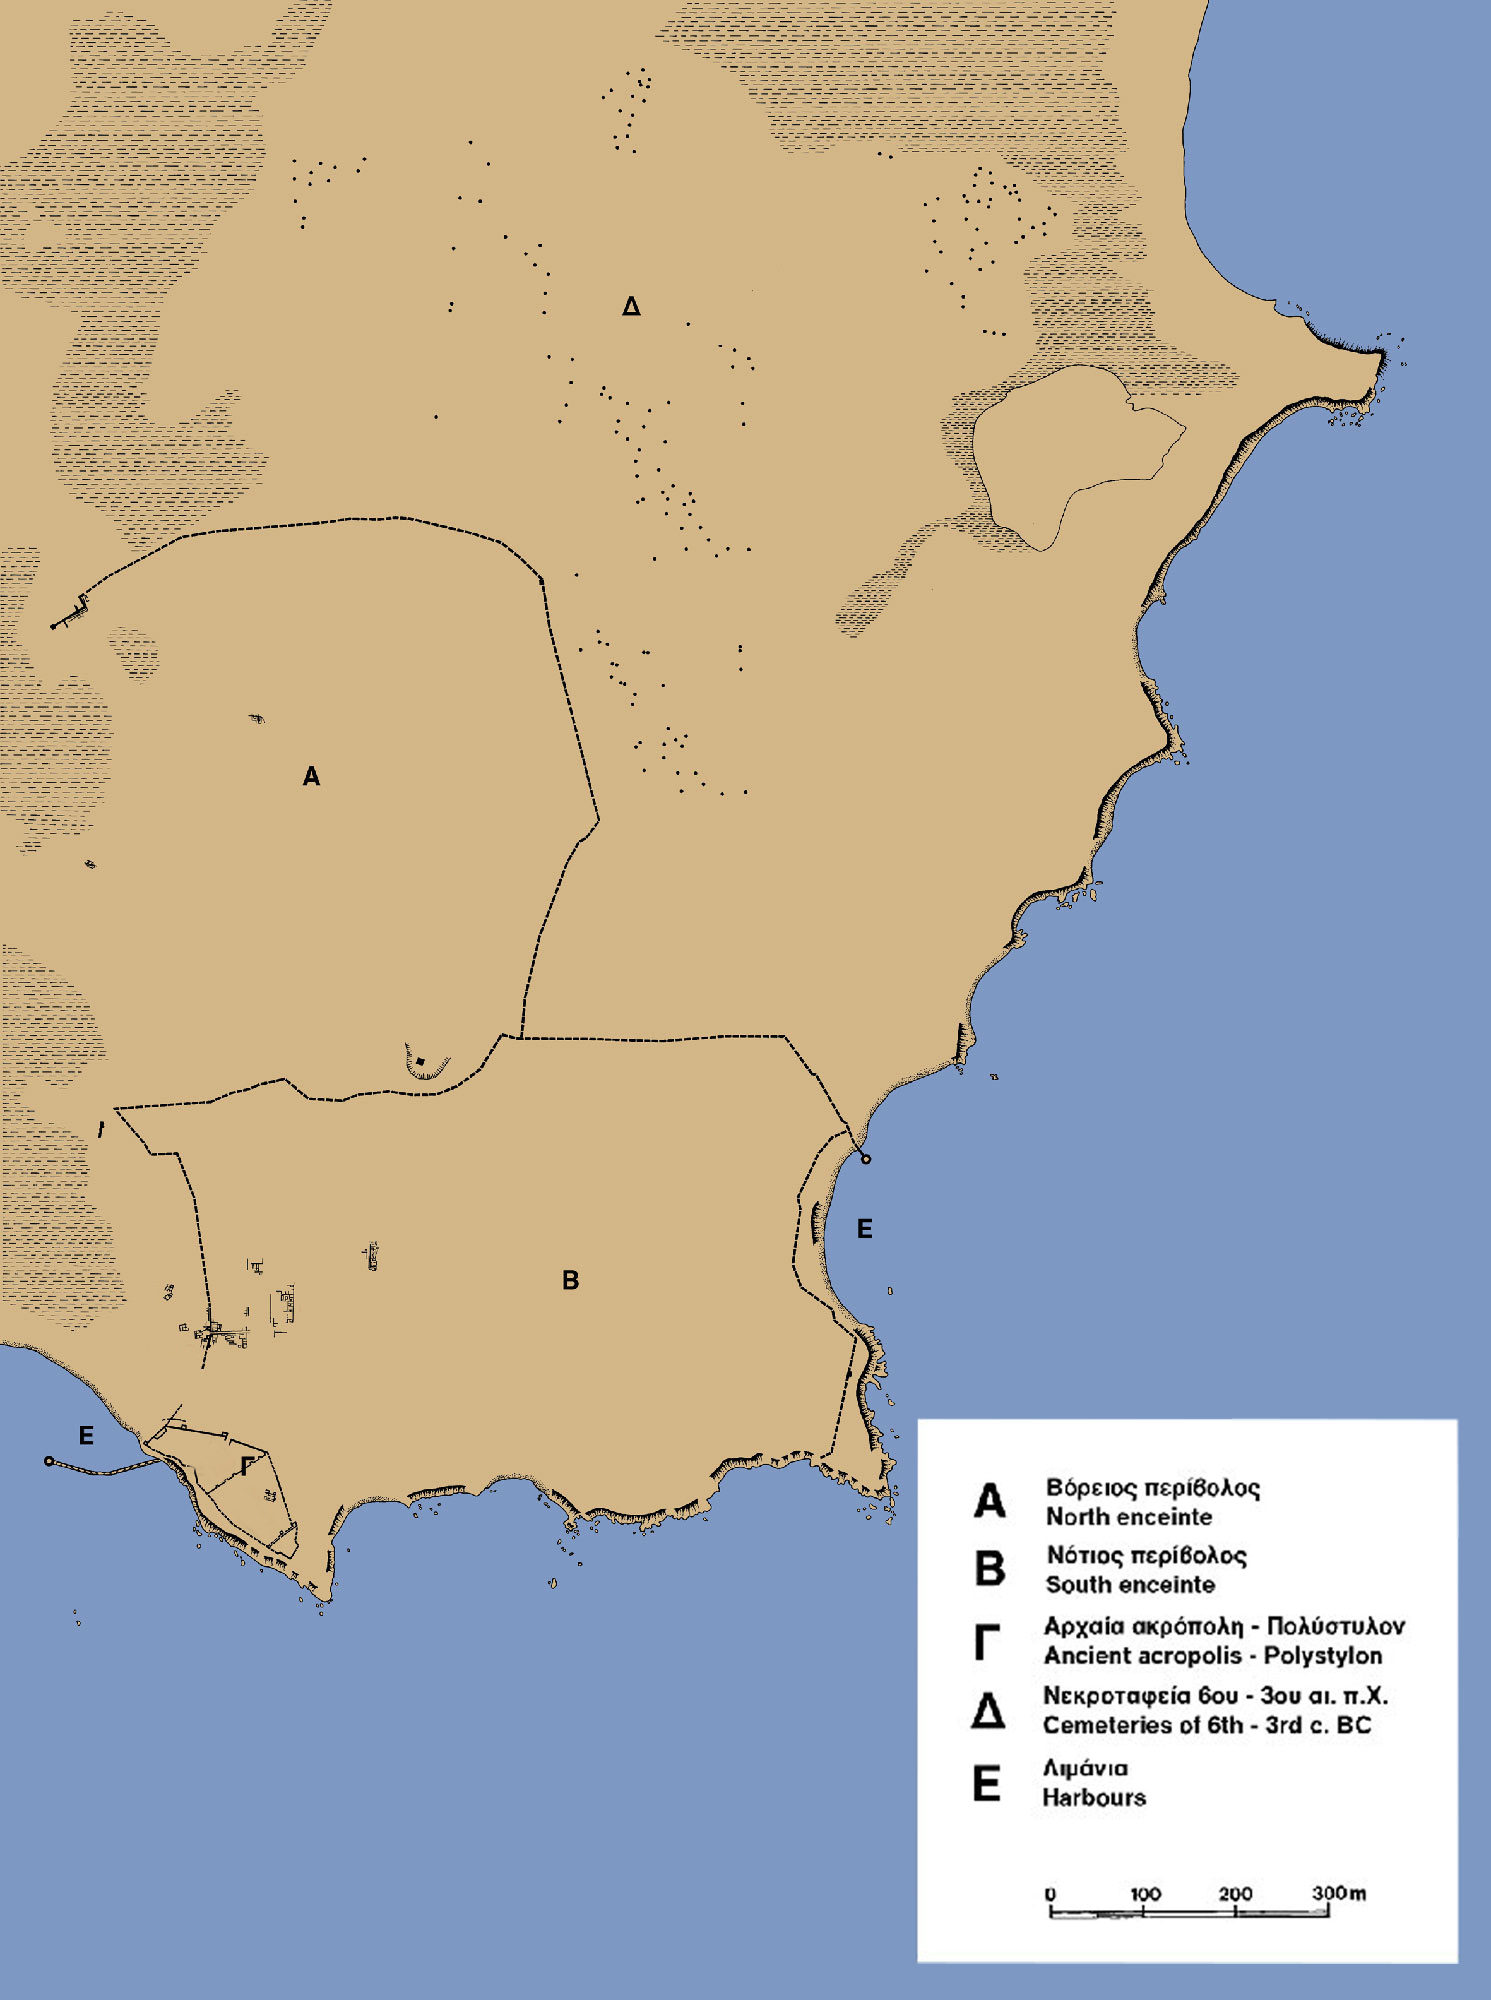 Δ
Α
Β
Ε
Ε
Γ
Α
Βόρειος περίβολος
North enceinte
Β
Νότιος περίβολος
South enceinte
Γ
Αρχαία ακρόπολη - Πολύστυλον
Ancient acropolis - Polystylon
Δ
Νεκροταφεία 6ου - 3ου αι. π.Χ.
Cemeteries of 6th - 3rd c. BC
Ε
Λιμάνια
Harbours
0 100 200 300m